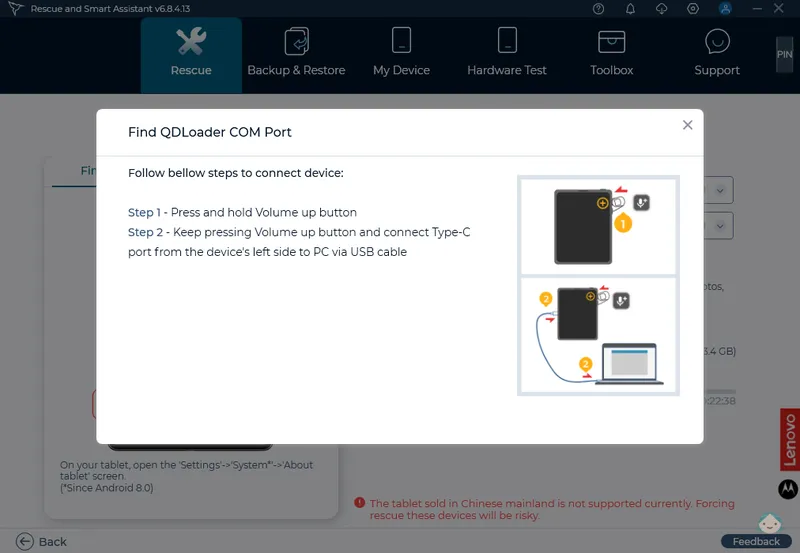 Rescue and Smart Assistant v6.8.4.13
Rescue
Backup & Restore
My Device
Hardware Test
Toolbox
Support
PIN
Find QDLoader COM Port
Follow bellow steps to connect device:
Step 1 - Press and hold Volume up button
Step 2 - Keep pressing Volume up button and connect Type-C
port from the device's left side to PC via USB cable
1
2
2
Fin
otos,
3.4 GB)
:22:38
On your tablet, open the 'Settings'->'System*'->'About
tablet' screen.
(*Since Android 8.0)
The tablet sold in Chinese mainland is not supported currently. Forcing
rescue these devices will be risky.
Lenovo
Back
Feedback